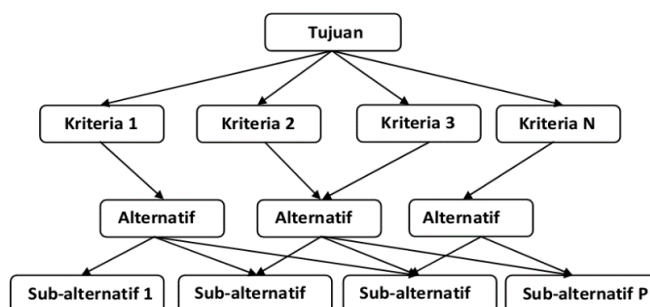 Tujuan
Kriteria 1
Kriteria 2
Kriteria 3
Kriteria N
Alternatif
Alternatif
Alternatif
Sub-alternatif 1
Sub-alternatif
Sub-alternatif
Sub-alternatif P